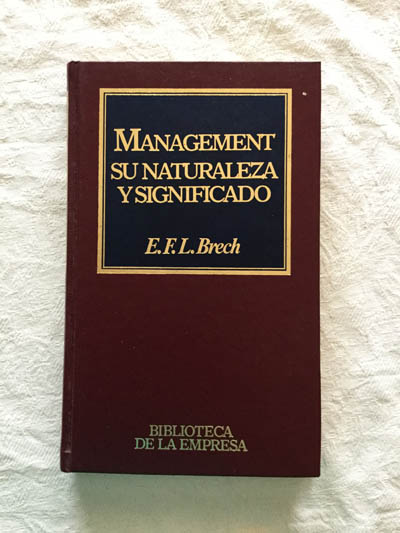 MANAGEMENT
SU NATURALEZA
Y SIGNIFICADO
E. F. L. Brech
BIBLIOTECA
DE LA EMPRESA